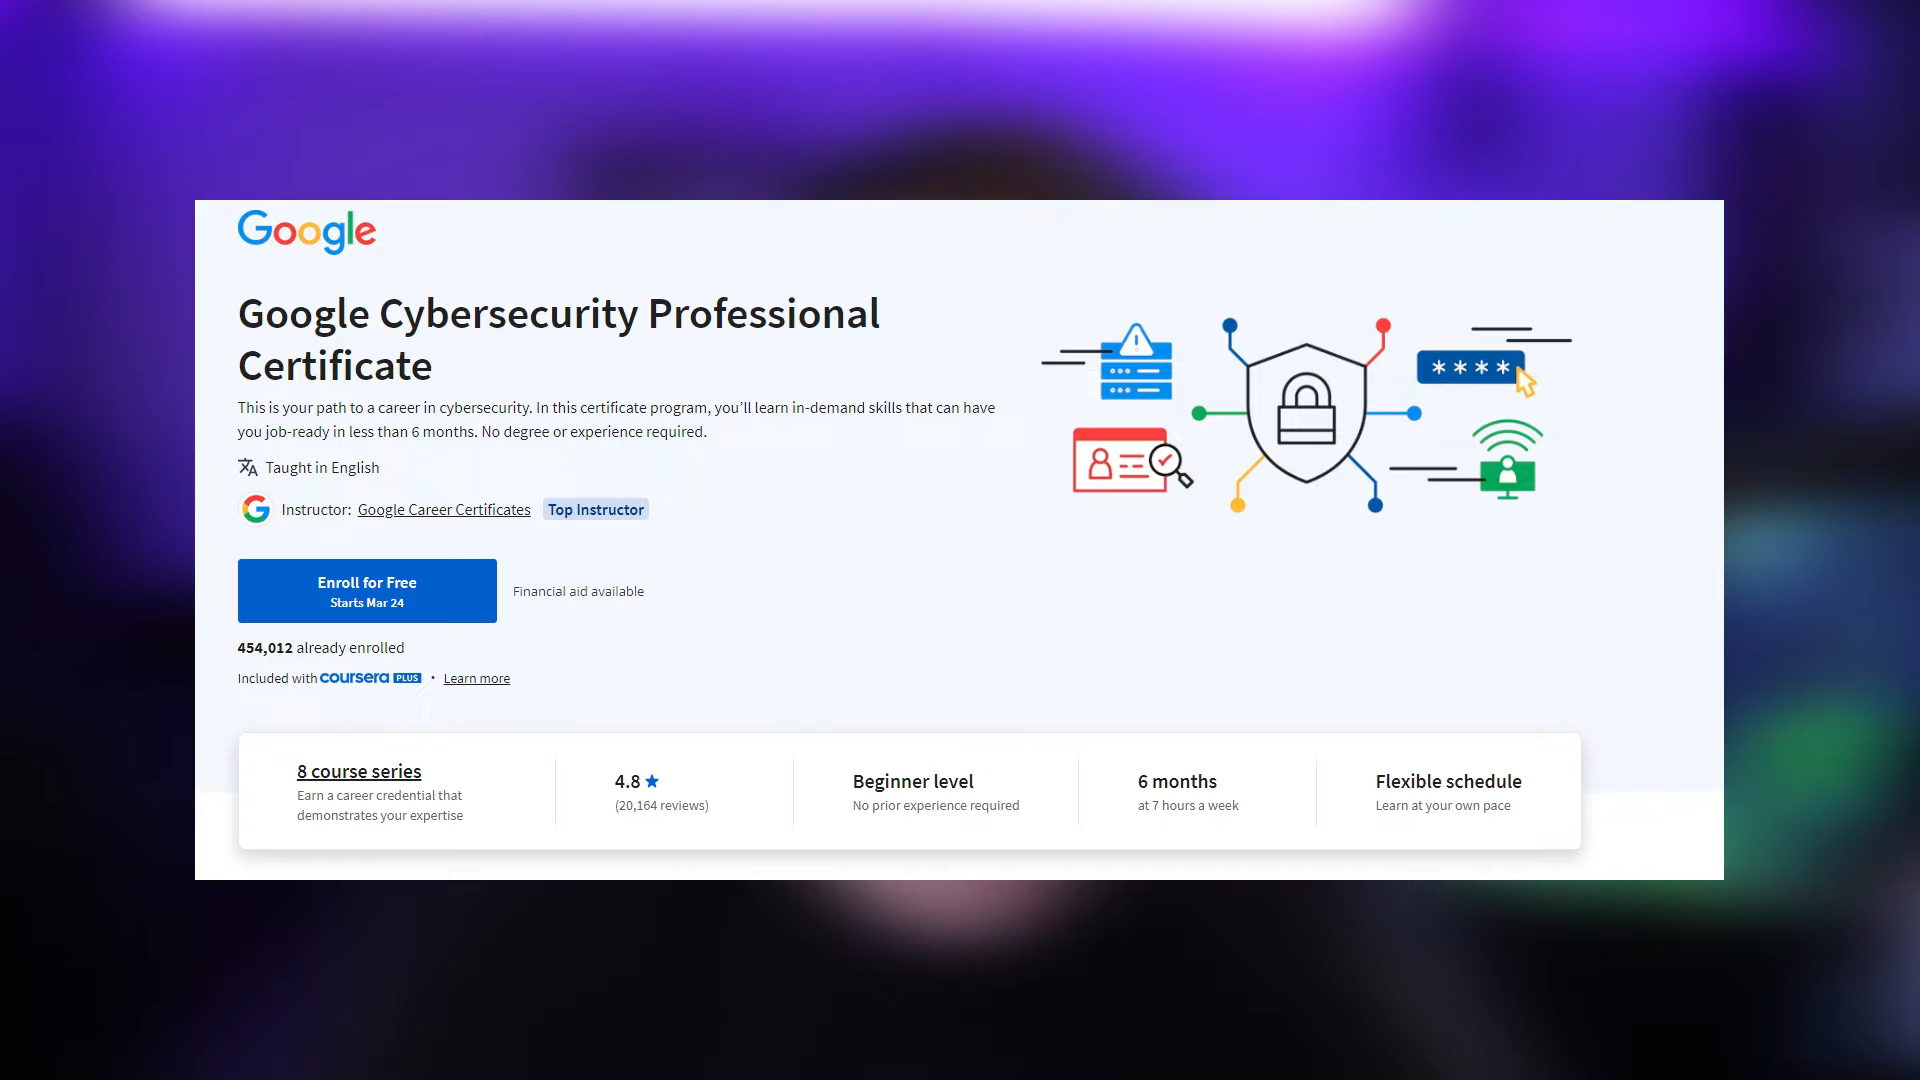 Google
Google Cybersecurity Professional
Certificate
This is your path to a career in cybersecurity. In this certificate program, you’ll learn in-demand skills that can have
you job-ready in less than 6 months. No degree or experience required.
Taught in English
Instructor: Google Career Certificates Top Instructor
Enroll for Free
Starts Mar 24
Financial aid available
454,012 already enrolled
Included with coursera PLUS • Learn more
8 course series
Earn a career credential that
demonstrates your expertise
4.8 ★
(20,164 reviews)
Beginner level
No prior experience required
6 months
at 7 hours a week
Flexible schedule
Learn at your own pace
* * * *